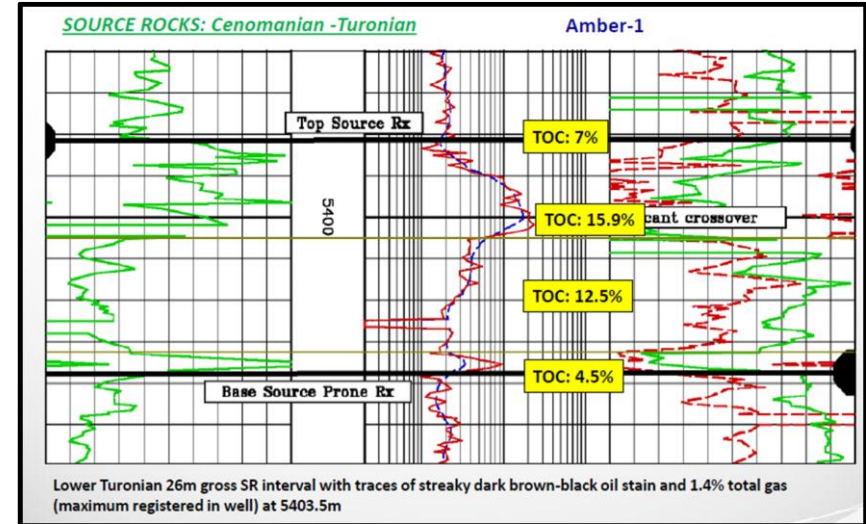 SOURCE ROCKS: Cenomanian -Turonian
Amber-1
Top Source Rx
TOC: 7%
5400
TOC: 15.9%
cant crossover
TOC: 12.5%
TOC: 4.5%
Base Source Prone Rx
Lower Turonian 26m gross SR interval with traces of streaky dark brown-black oil stain and 1.4% total gas
(maximum registered in well) at 5403.5m